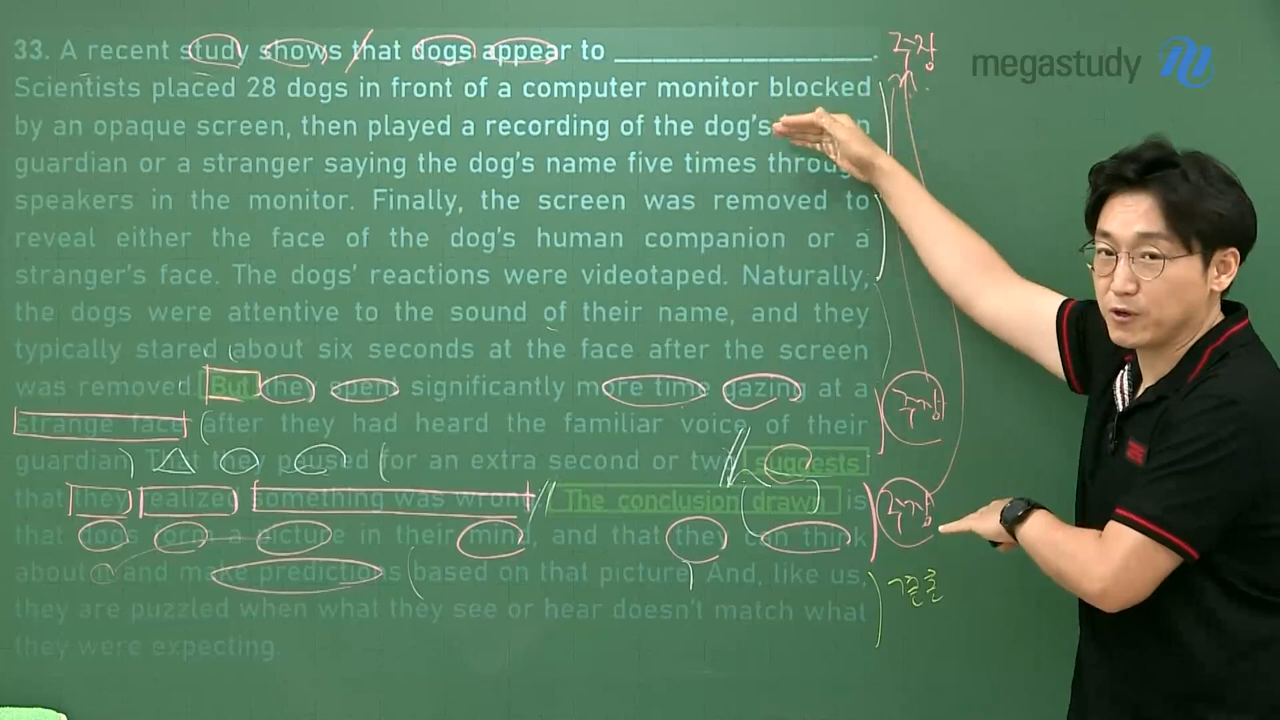 33. A recent study shows that dogs appear to ____________________.
Scientists placed 28 dogs in front of a computer monitor blocked
by an opaque screen, then played a recording of the dog's
guardian or a stranger saying the dog's name five times through
speakers in the monitor. Finally, the screen was removed to
reveal either the face of the dog's human companion or a
stranger's face. The dogs' reactions were videotaped. Naturally,
the dogs were attentive to the sound of their name, and they
typically stared about six seconds at the face after the screen
was removed. But they spent significantly more time gazing at a
strange face after they had heard the familiar voice of their
guardian. That they paused for an extra second or two suggests
that they realized something was wrong. The conclusion drawn is
that dogs form a picture in their mind, and that they can think
about it and make predictions based on that picture. And, like us,
they are puzzled when what they see or hear doesn't match what
they were expecting.
주장
주장
주장
결론
megastudy